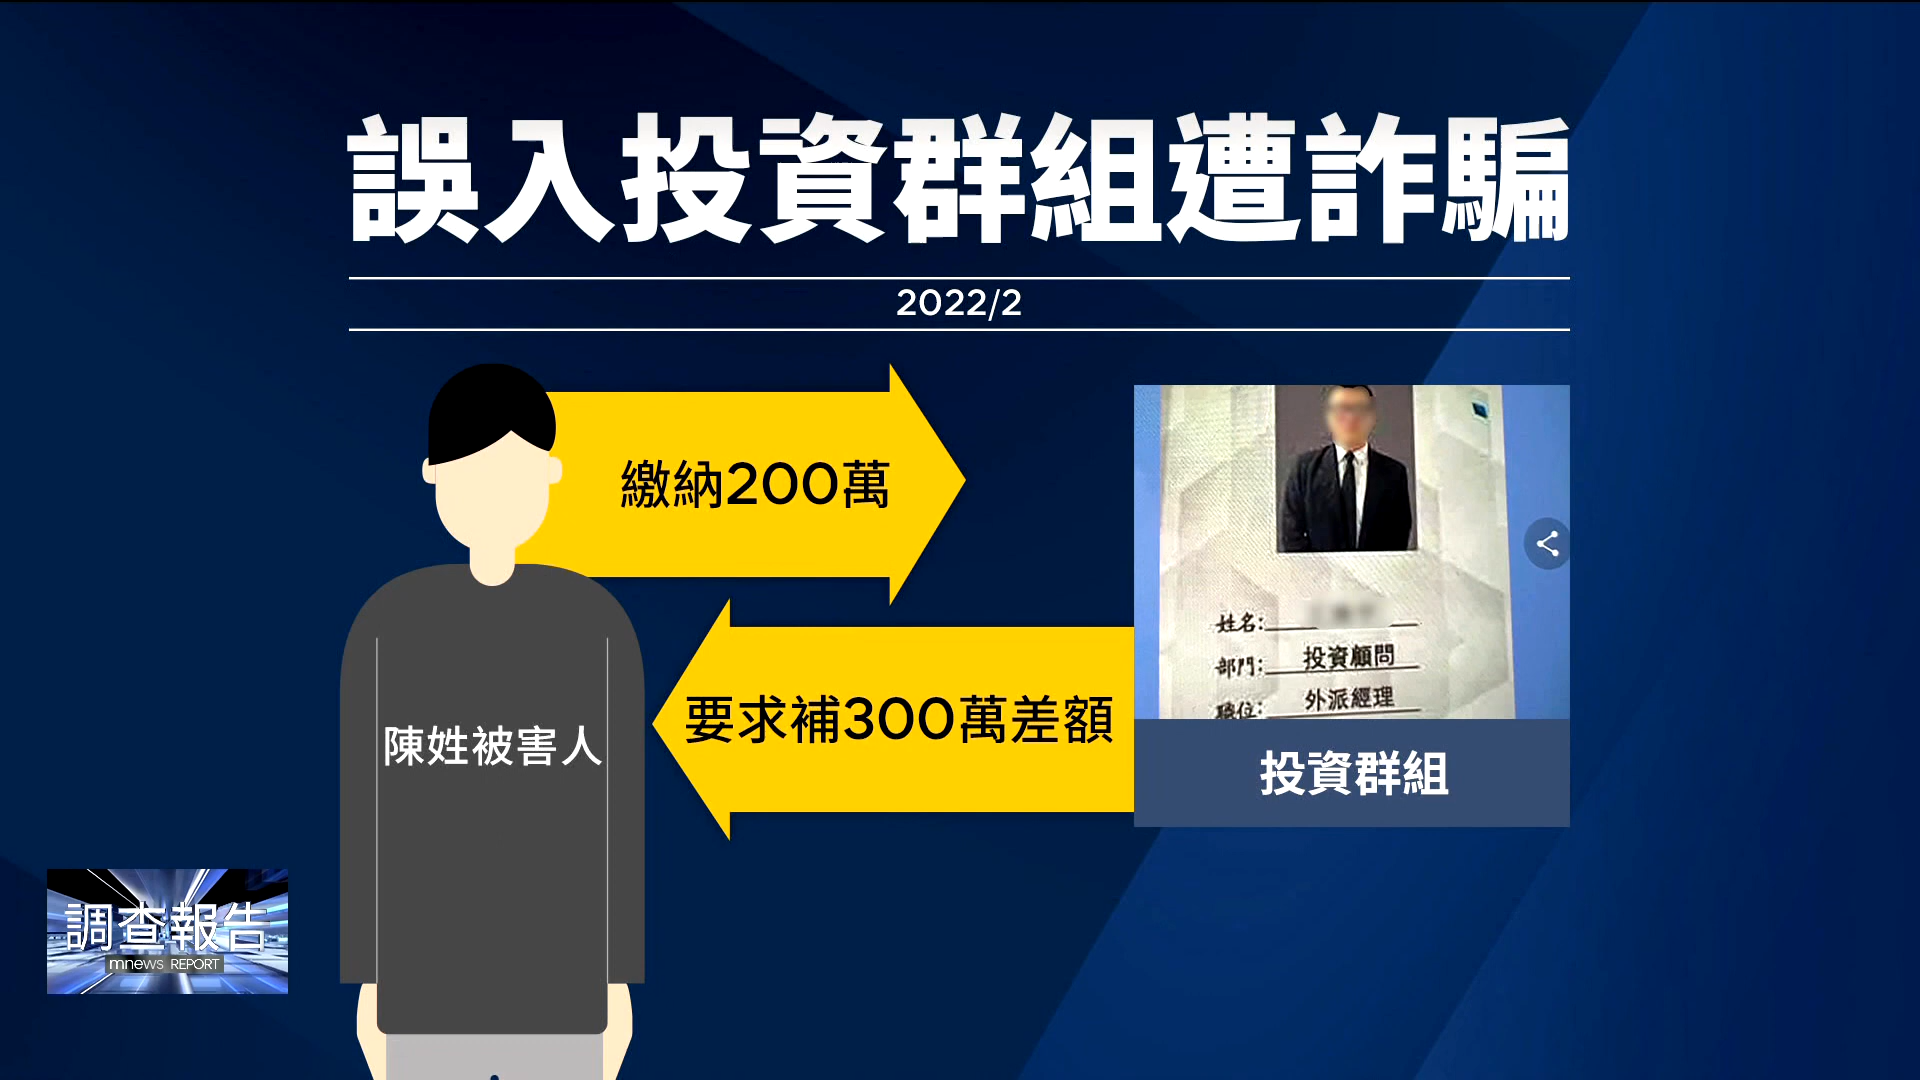 誤入投資群組遭詐騙
2022/2
繳納200萬
要求補300萬差額
陳姓被害人
姓名:
部門: 投資顧問
職位: 外派經理
投資群組
調查報告
mnews REPORT